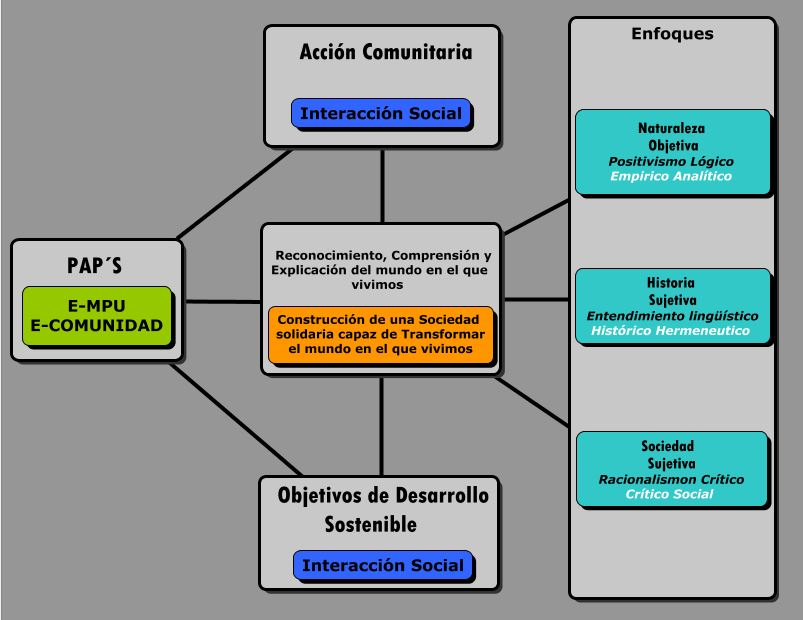 Acción Comunitaria
Interacción Social
PAP´S
E-MPU
E-COMUNIDAD
Reconocimiento, Comprensión y
Explicación del mundo en el que
vivimos
Construcción de una Sociedad
solidaria capaz de Transformar
el mundo en el que vivimos
Objetivos de Desarrollo
Sostenible
Interacción Social
Enfoques
Naturaleza
Objetiva
Positivismo Lógico
Empirico Analítico
Historia
Sujetiva
Entendimiento lingüístico
Histórico Hermeneutico
Sociedad
Sujetiva
Racionalismon Crítico
Crítico Social